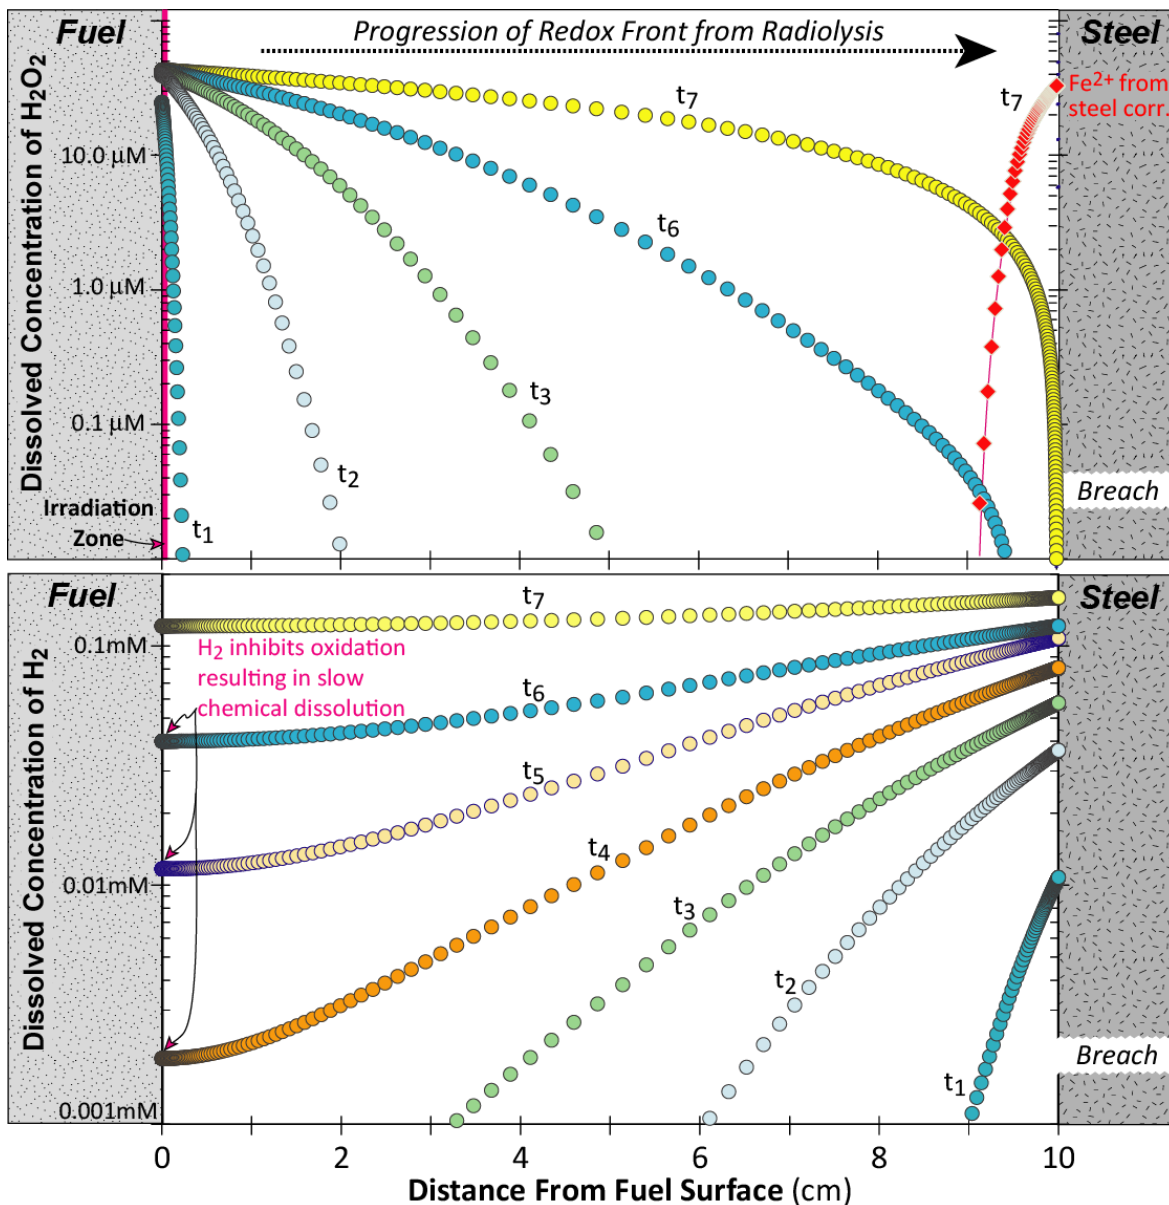 Fuel
Progression of Redox Front from Radiolysis
Steel
Dissolved Concentration of H₂O₂
10.0 µM
1.0 µM
0.1 µM
t₇
t₇
Fe²⁺ from
steel corr.
t₆
t₃
t₂
t₁
Irradiation
Zone
Breach
Fuel
Steel
Dissolved Concentration of H₂
0.1mM
0.01mM
0.001mM
t₇
H₂ inhibits oxidation
resulting in slow
chemical dissolution
t₆
t₅
t₄
t₃
t₂
t₁
Breach
0 2 4 6 8 10
Distance From Fuel Surface (cm)